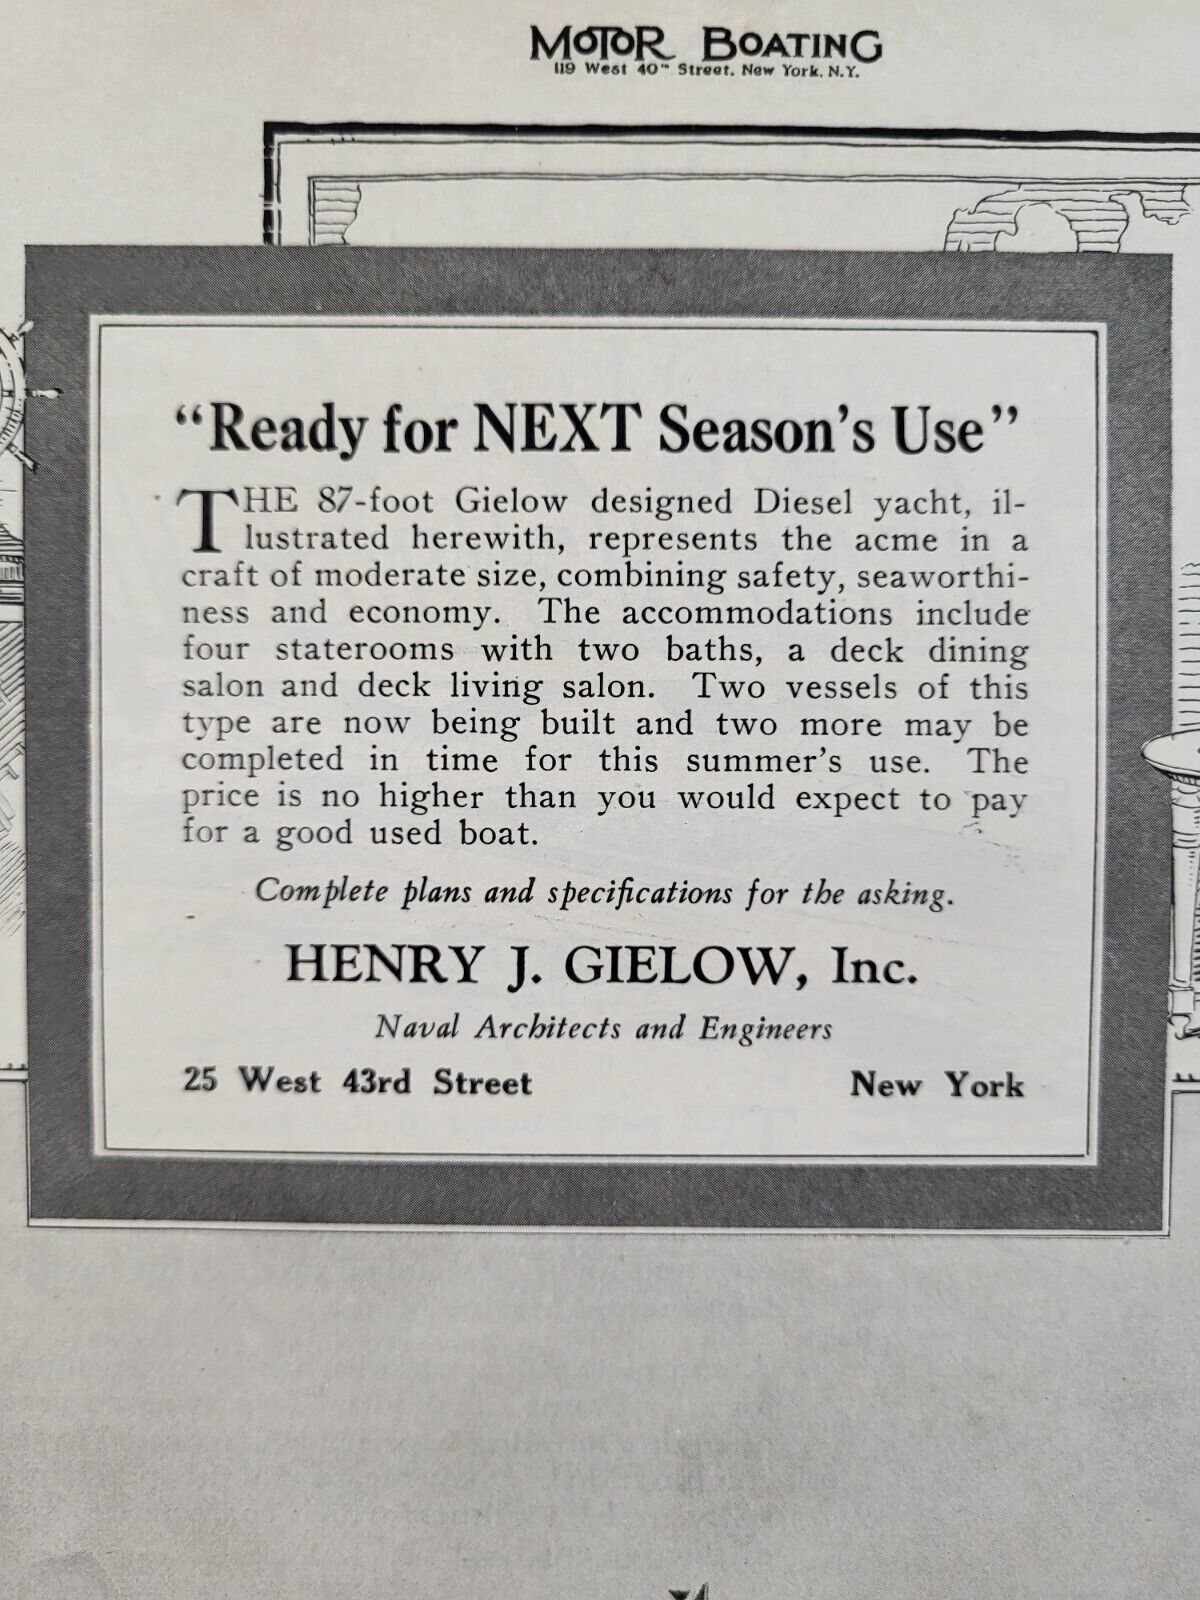 MOTOR BOATING
119 West 40TH Street, New York, N.Y.
"Ready for NEXT Season's Use"
THE 87-foot Gielow designed Diesel yacht, il-
lustrated herewith, represents the acme in a
craft of moderate size, combining safety, seaworthi-
ness and economy. The accommodations include
four staterooms with two baths, a deck dining
salon and deck living salon. Two vessels of this
type are now being built and two more may be
completed in time for this summer's use. The
price is no higher than you would expect to pay
for a good used boat.
Complete plans and specifications for the asking.
HENRY J. GIELOW, Inc.
Naval Architects and Engineers
25 West 43rd Street New York